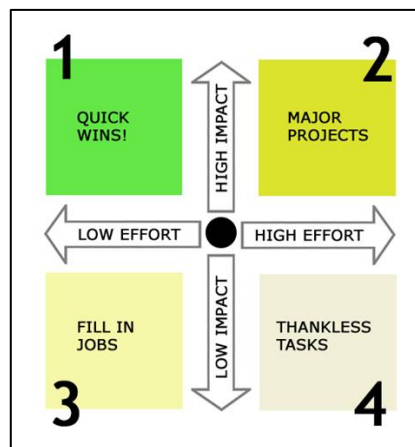 1
2
QUICK
WINS!
HIGH IMPACT
MAJOR
PROJECTS
LOW EFFORT
HIGH EFFORT
FILL IN
JOBS
LOW IMPACT
THANKLESS
TASKS
3
4